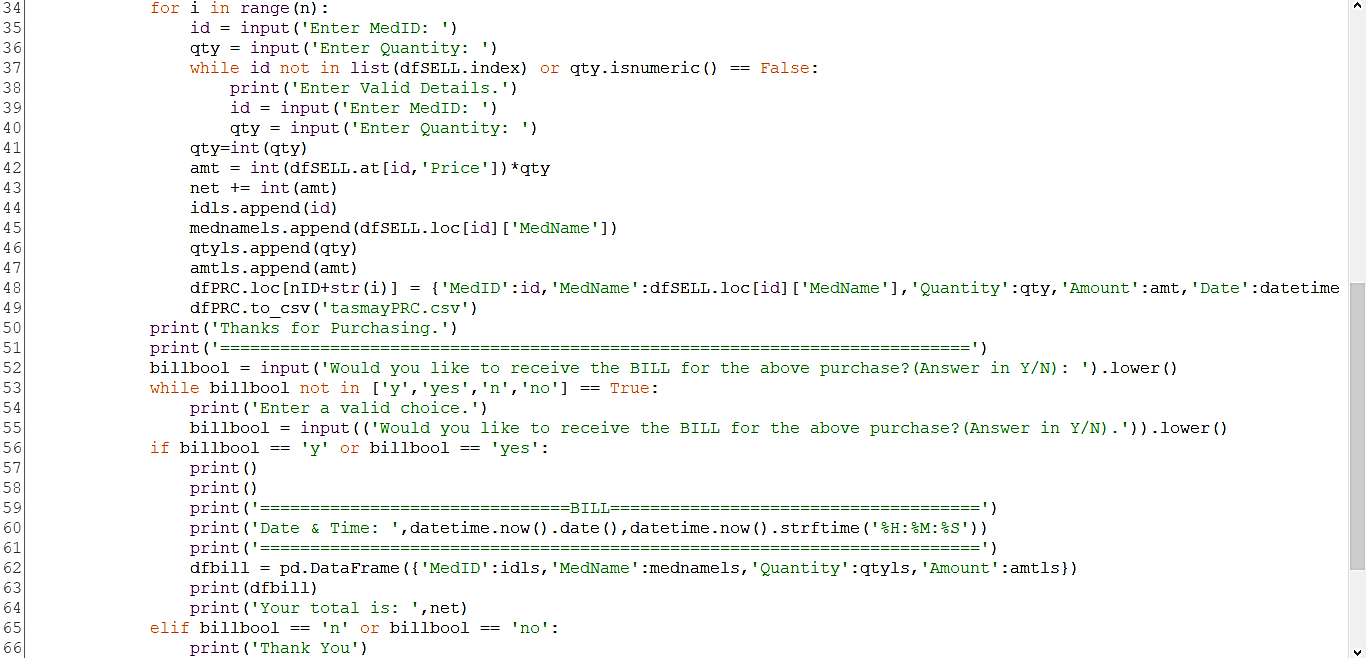 34             for i in range(n):
35                 id = input('Enter MedID: ')
36                 qty = input('Enter Quantity: ')
37                 while id not in list(dfSELL.index) or qty.isnumeric() == False:
38                     print('Enter Valid Details.')
39                     id = input('Enter MedID: ')
40                     qty = input('Enter Quantity: ')
41                 qty=int(qty)
42                 amt = int(dfSELL.at[id,'Price'])*qty
43                 net += int(amt)
44                 idls.append(id)
45                 mednamels.append(dfSELL.loc[id]['MedName'])
46                 qtyls.append(qty)
47                 amtls.append(amt)
48                 dfPRC.loc[nID+str(i)] = {'MedID':id,'MedName':dfSELL.loc[id]['MedName'],'Quantity':qty,'Amount':amt,'Date':datetime
49                 dfPRC.to_csv('tasmayPRC.csv')
50             print('Thanks for Purchasing.')
51             print('===========================================================================')
52             billbool = input('Would you like to receive the BILL for the above purchase?(Answer in Y/N): ').lower()
53             while billbool not in ['y','yes','n','no'] == True:
54                 print('Enter a valid choice.')
55                 billbool = input(('Would you like to receive the BILL for the above purchase?(Answer in Y/N).')).lower()
56             if billbool == 'y' or billbool == 'yes':
57                 print()
58                 print()
59                 print('===============================BILL=====================================')
60                 print('Date & Time: ',datetime.now().date(),datetime.now().strftime('%H:%M:%S'))
61                 print('========================================================================')
62                 dfbill = pd.DataFrame({'MedID':idls,'MedName':mednamels,'Quantity':qtyls,'Amount':amtls})
63                 print(dfbill)
64                 print('Your total is: ',net)
65             elif billbool == 'n' or billbool == 'no':
66                 print('Thank You')